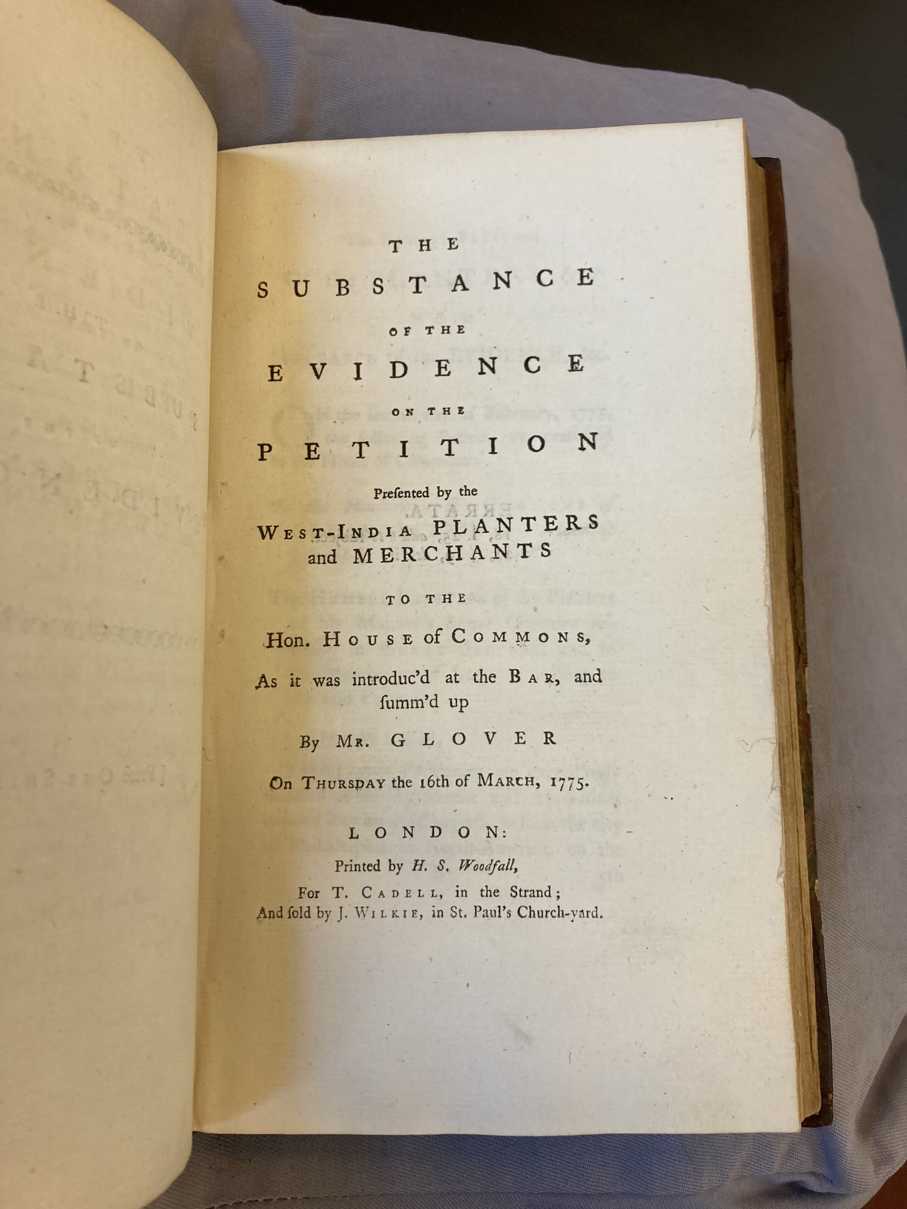 THE
SUBSTANCE
OF THE
EVIDENCE
ON THE
PETITION
Preſented by the
WEST-INDIA PLANTERS
and MERCHANTS
TO THE
Hon. HOUSE of COMMONS,
As it was introduc'd at the BAR, and
ſumm'd up
By MR. GLOVER
On THURSDAY the 16th of MARCH, 1775.
LONDON:
Printed by H. S. Woodfall,
For T. CADELL, in the Strand;
And ſold by J. WILKIE, in St. Paul's Church-yard.
ERRATA.